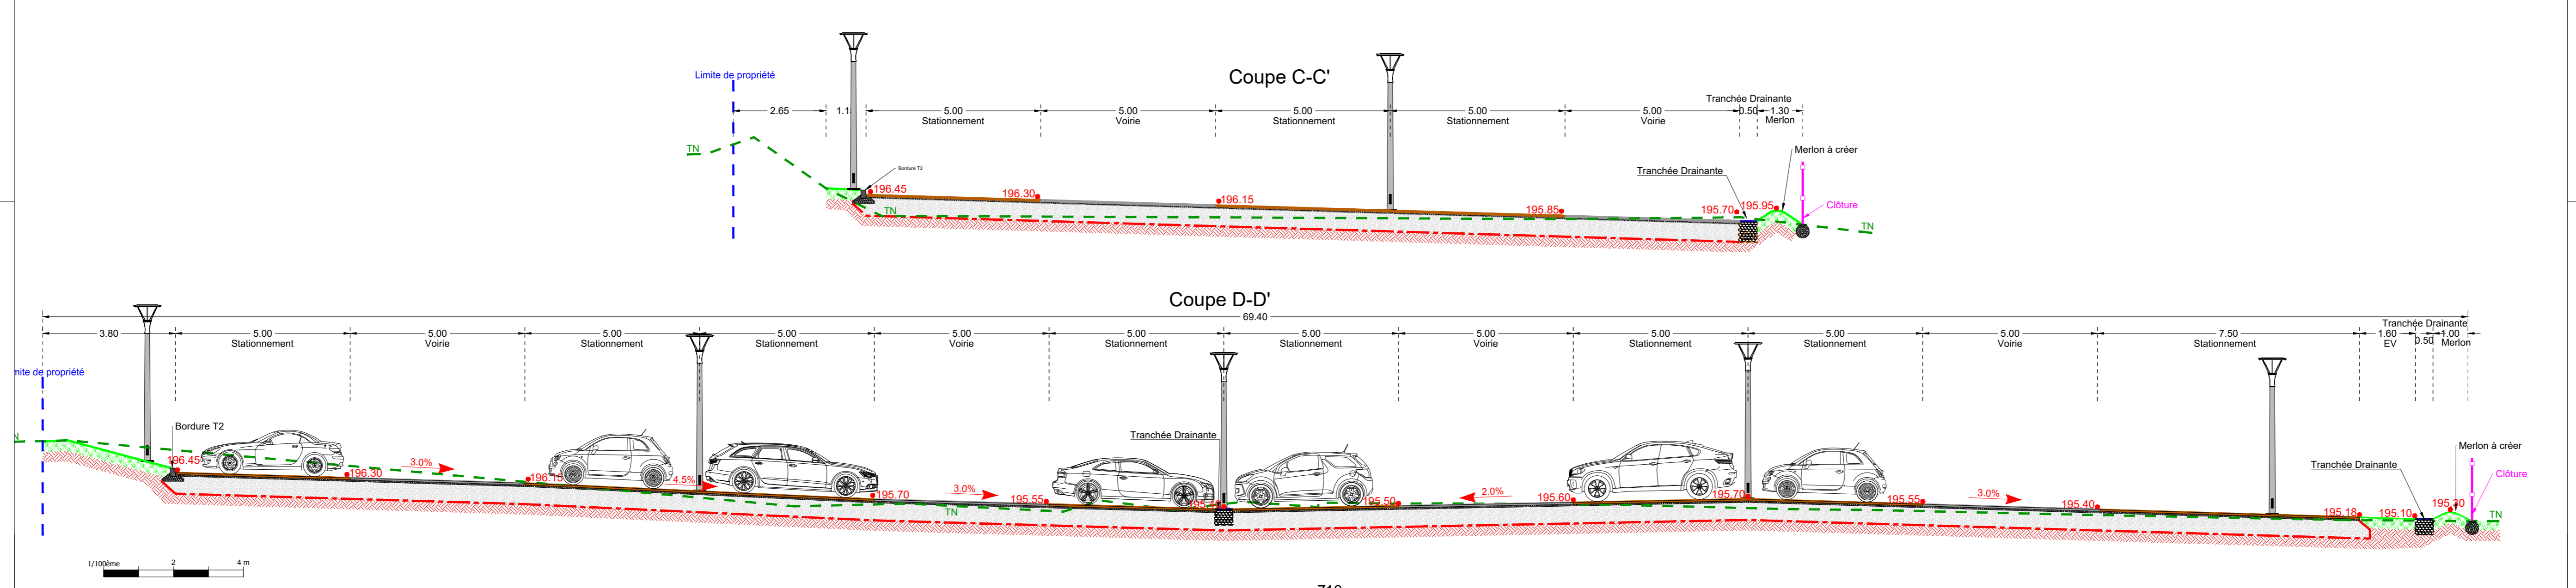 Coupe C-C'
Limite de propriété
Tranchée Drainante
2.65
5.00
5.00
5.00
5.00
5.00
0.50
1.30
Stationnement
Voirie
Stationnement
Stationnement
Voirie
Merlon
TN
Merlon à créer
Bordure T2
Tranchée Drainante
196.45
196.30
196.15
195.85
195.70
195.95
Clôture
TN
TN
Coupe D-D'
69.40
Tranchée Drainante
3.80
5.00
5.00
5.00
5.00
5.00
5.00
5.00
5.00
5.00
5.00
5.00
7.50
1.60
0.50
1.00
Stationnement
Voirie
Stationnement
Stationnement
Voirie
Stationnement
Stationnement
Voirie
Stationnement
Stationnement
Voirie
Stationnement
EV
Merlon
mite de propriété
Bordure T2
Tranchée Drainante
Merlon à créer
Tranchée Drainante
Clôture
196.45
196.30
3.0%
196.15
4.5%
195.70
3.0%
195.55
195.50
2.0%
195.60
195.70
195.55
3.0%
195.40
195.18
195.10
195.20
TN
TN
1/100ème
2
4 m